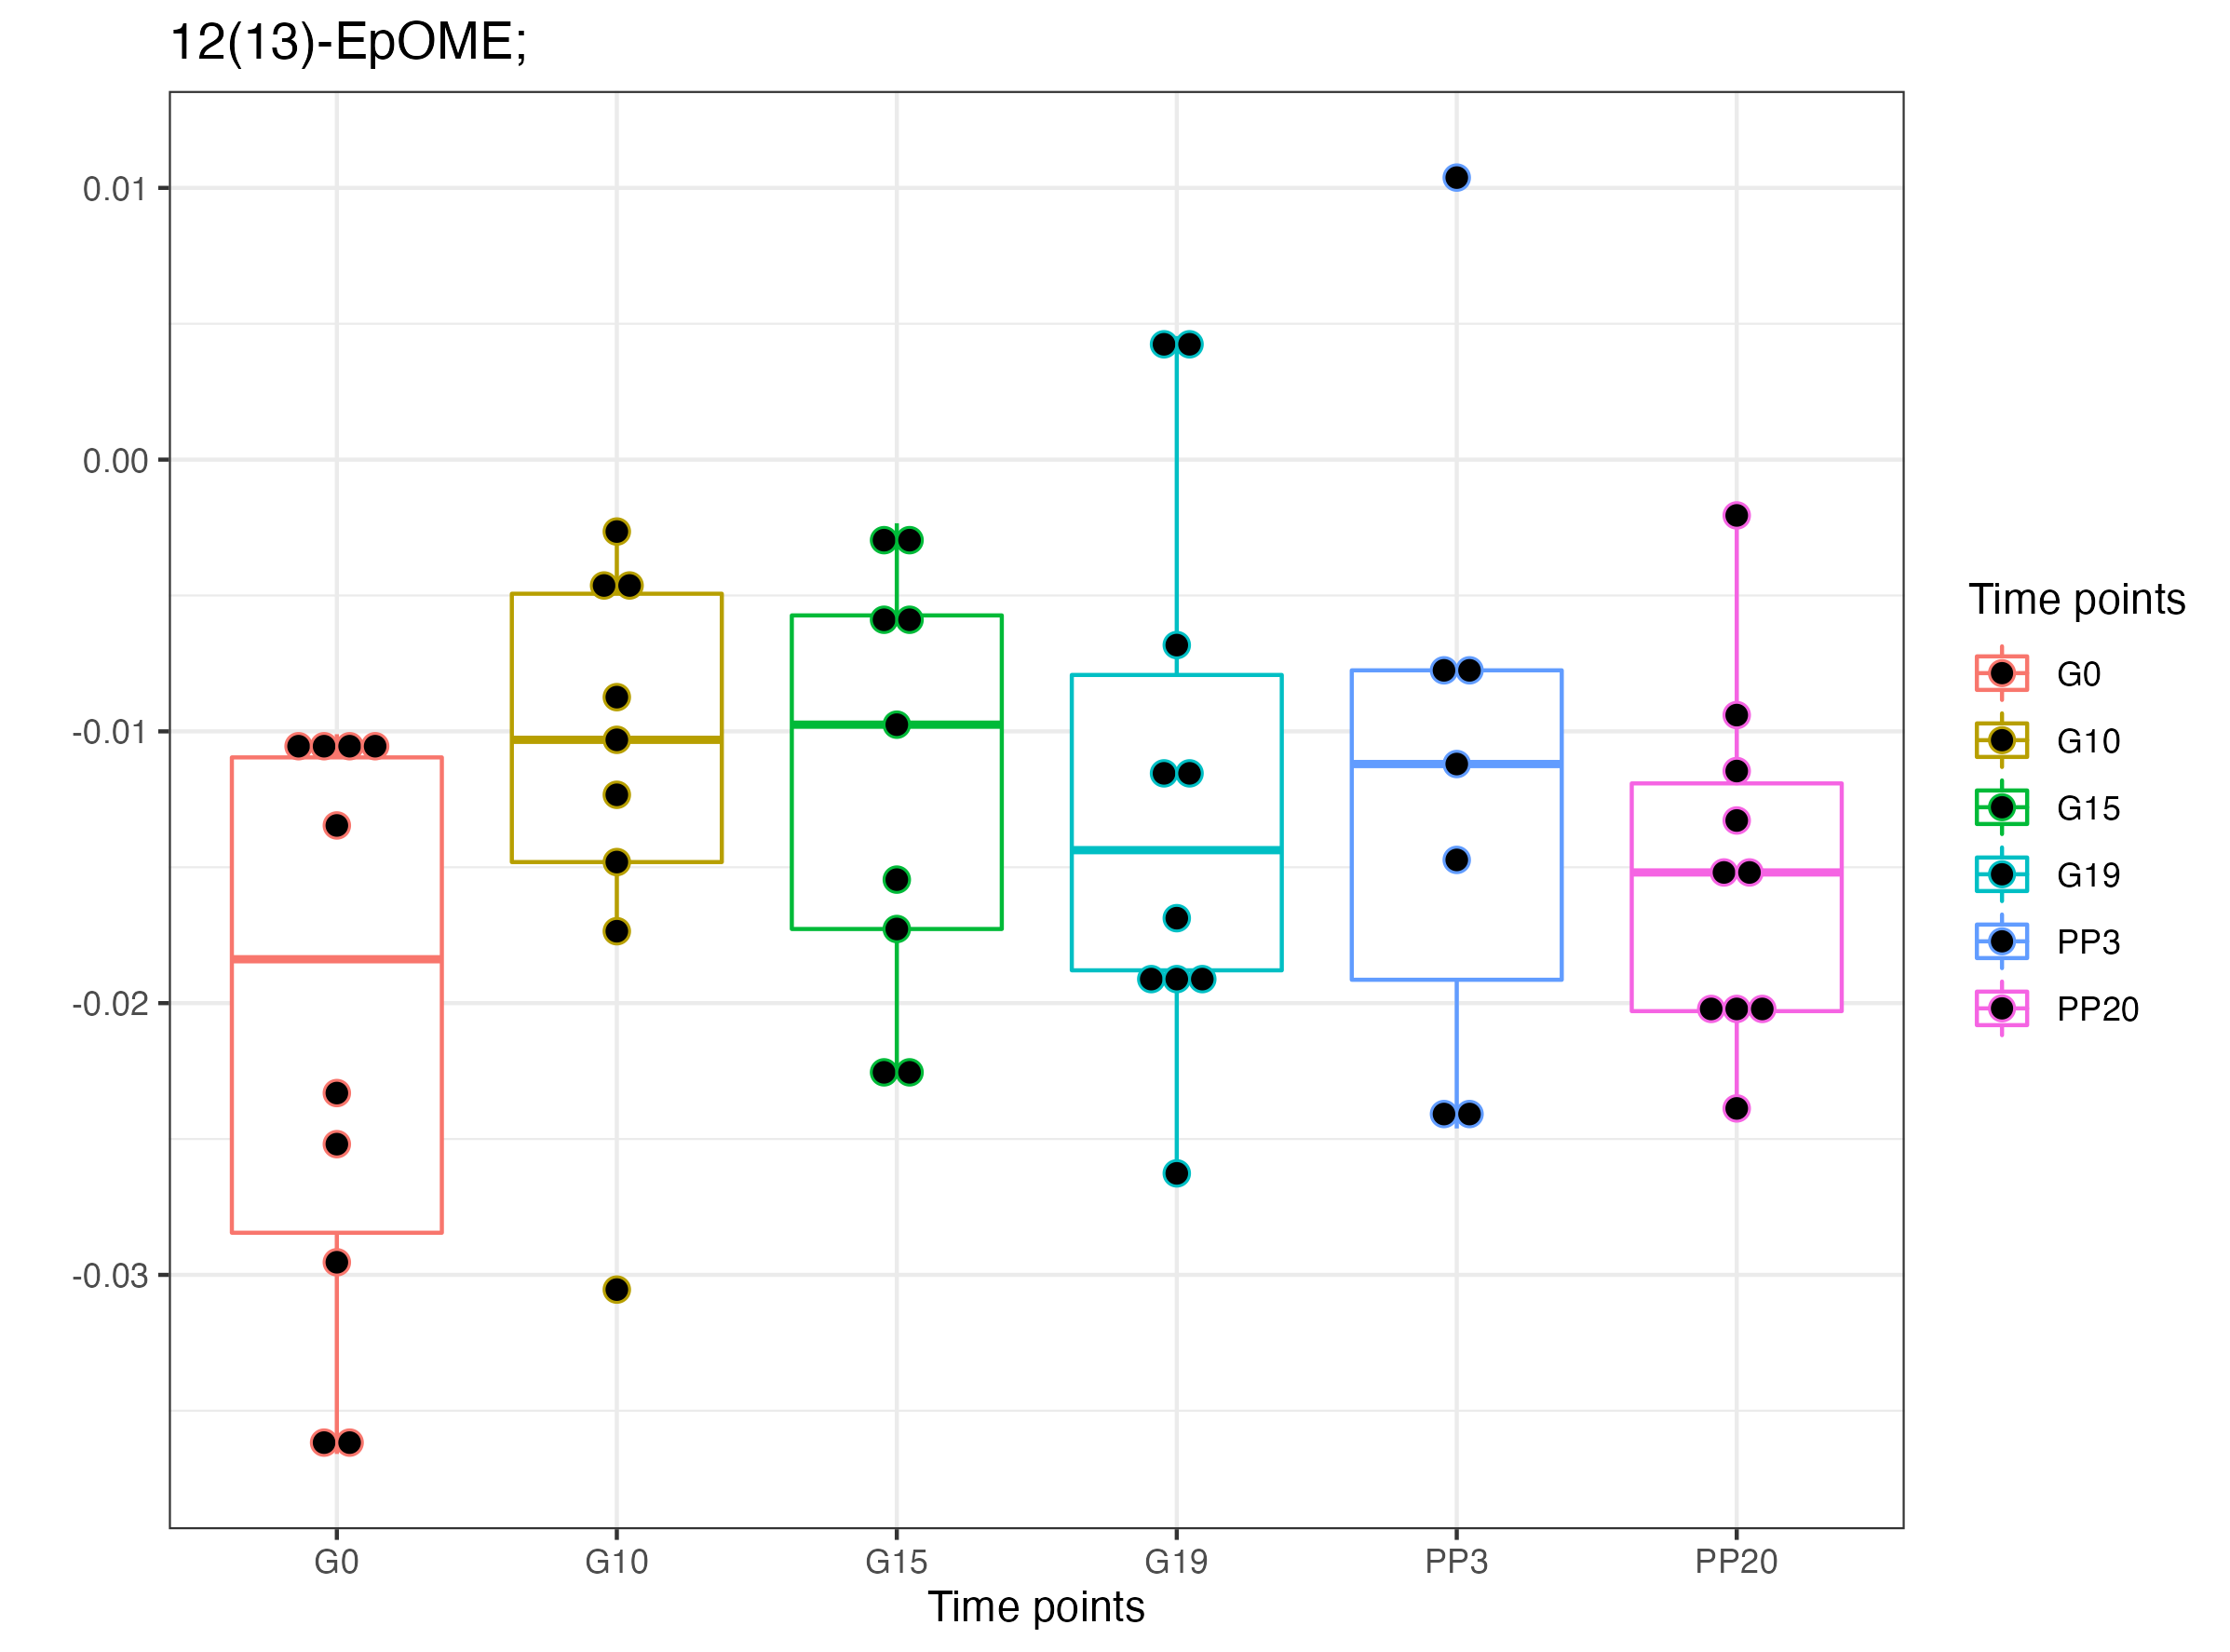 12(13)-EpOME;
0.01
0.00
-0.01
-0.02
-0.03
G0 G10 G15 G19 PP3 PP20
Time points
Time points
G0
G10
G15
G19
PP3
PP20